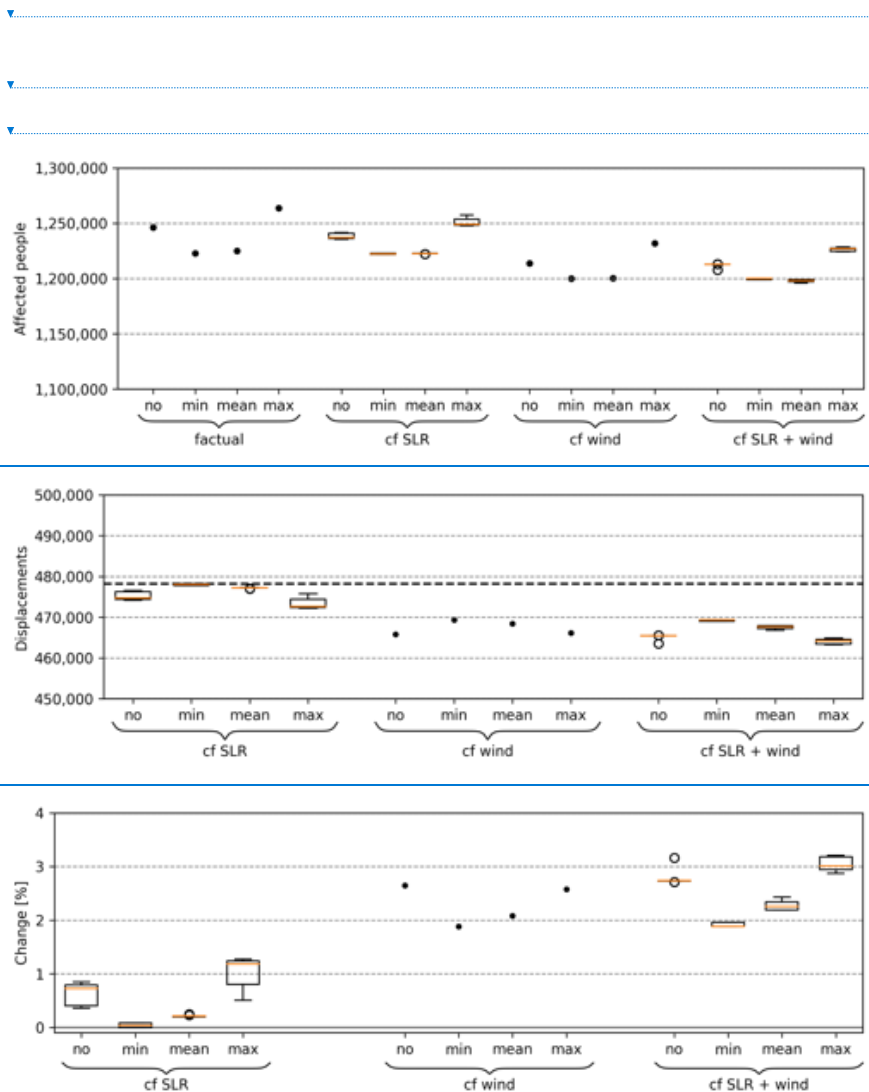 1,300,000
1,250,000
1,200,000
1,150,000
1,100,000
Affected people
no min mean max no min mean max no min mean max no min mean max
factual cf SLR cf wind cf SLR + wind
500,000
490,000
480,000
470,000
460,000
450,000
Displacements
no min mean max no min mean max no min mean max
cf SLR cf wind cf SLR + wind
4
3
2
1
0
Change [%]
no min mean max no min mean max no min mean max
cf SLR cf wind cf SLR + wind